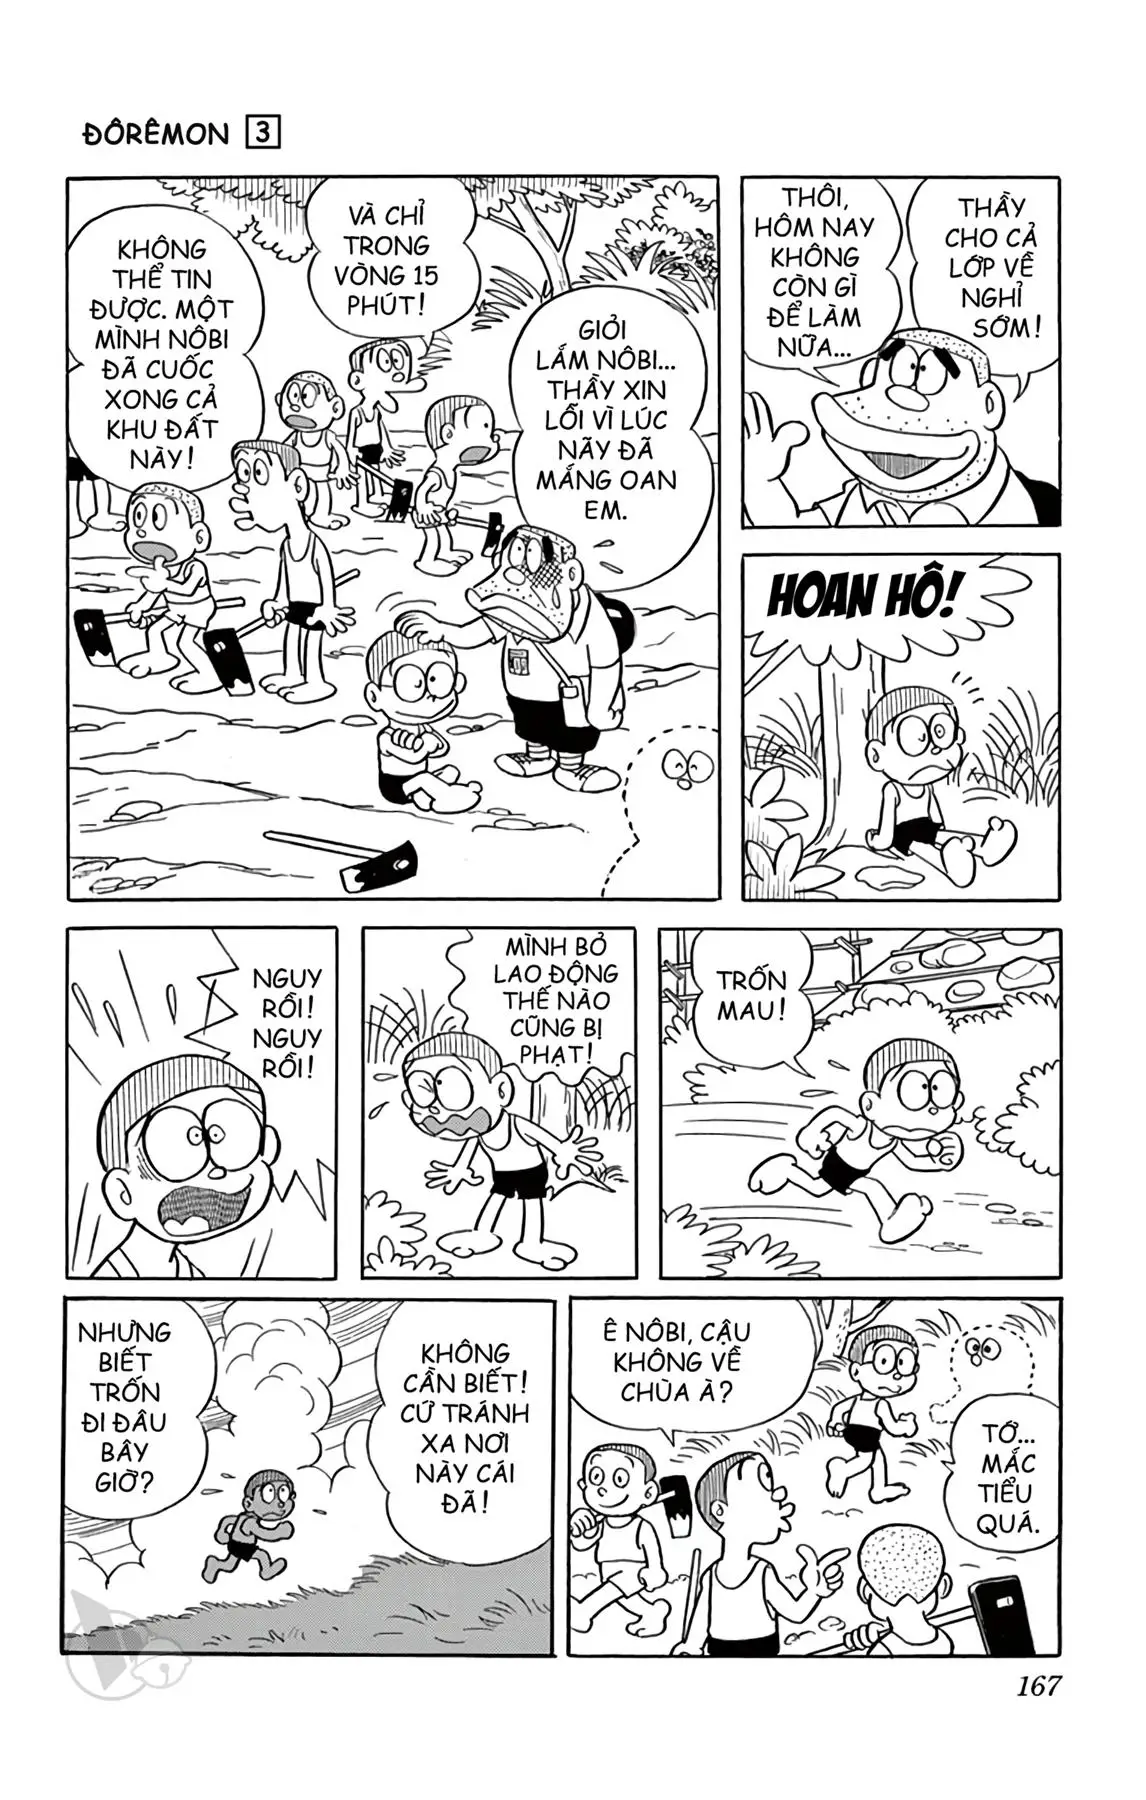 ĐÔRÊMON 3
KHÔNG
THỂ TIN
ĐƯỢC. MỘT
MÌNH NÔBI
ĐÃ CUỐC
XONG CẢ
KHU ĐẤT
NÀY!
VÀ CHỈ
TRONG
VÒNG 15
PHÚT!
GIỎI
LẮM NÔBI...
THẦY XIN
LỖI VÌ LÚC
NÃY ĐÃ
MẮNG OAN
EM.
THÔI,
HÔM NAY
KHÔNG
CÒN GÌ
ĐỂ LÀM
NỮA...
THẦY
CHO CẢ
LỚP VỀ
NGHỈ
SỚM!
HOAN HÔ!
NGUY
RỒI!
NGUY
RỒI!
MÌNH BỎ
LAO ĐỘNG
THẾ NÀO
CŨNG BỊ
PHẠT!
TRỐN
MAU!
NHƯNG
BIẾT
TRỐN
ĐI ĐÂU
BÂY
GIỜ?
KHÔNG
CẦN BIẾT!
CỨ TRÁNH
XA NƠI
NÀY CÁI
ĐÃ!
Ê NÔBI, CẬU
KHÔNG VỀ
CHÙA À?
TỚ...
MẮC
TIỂU
QUÁ.
167